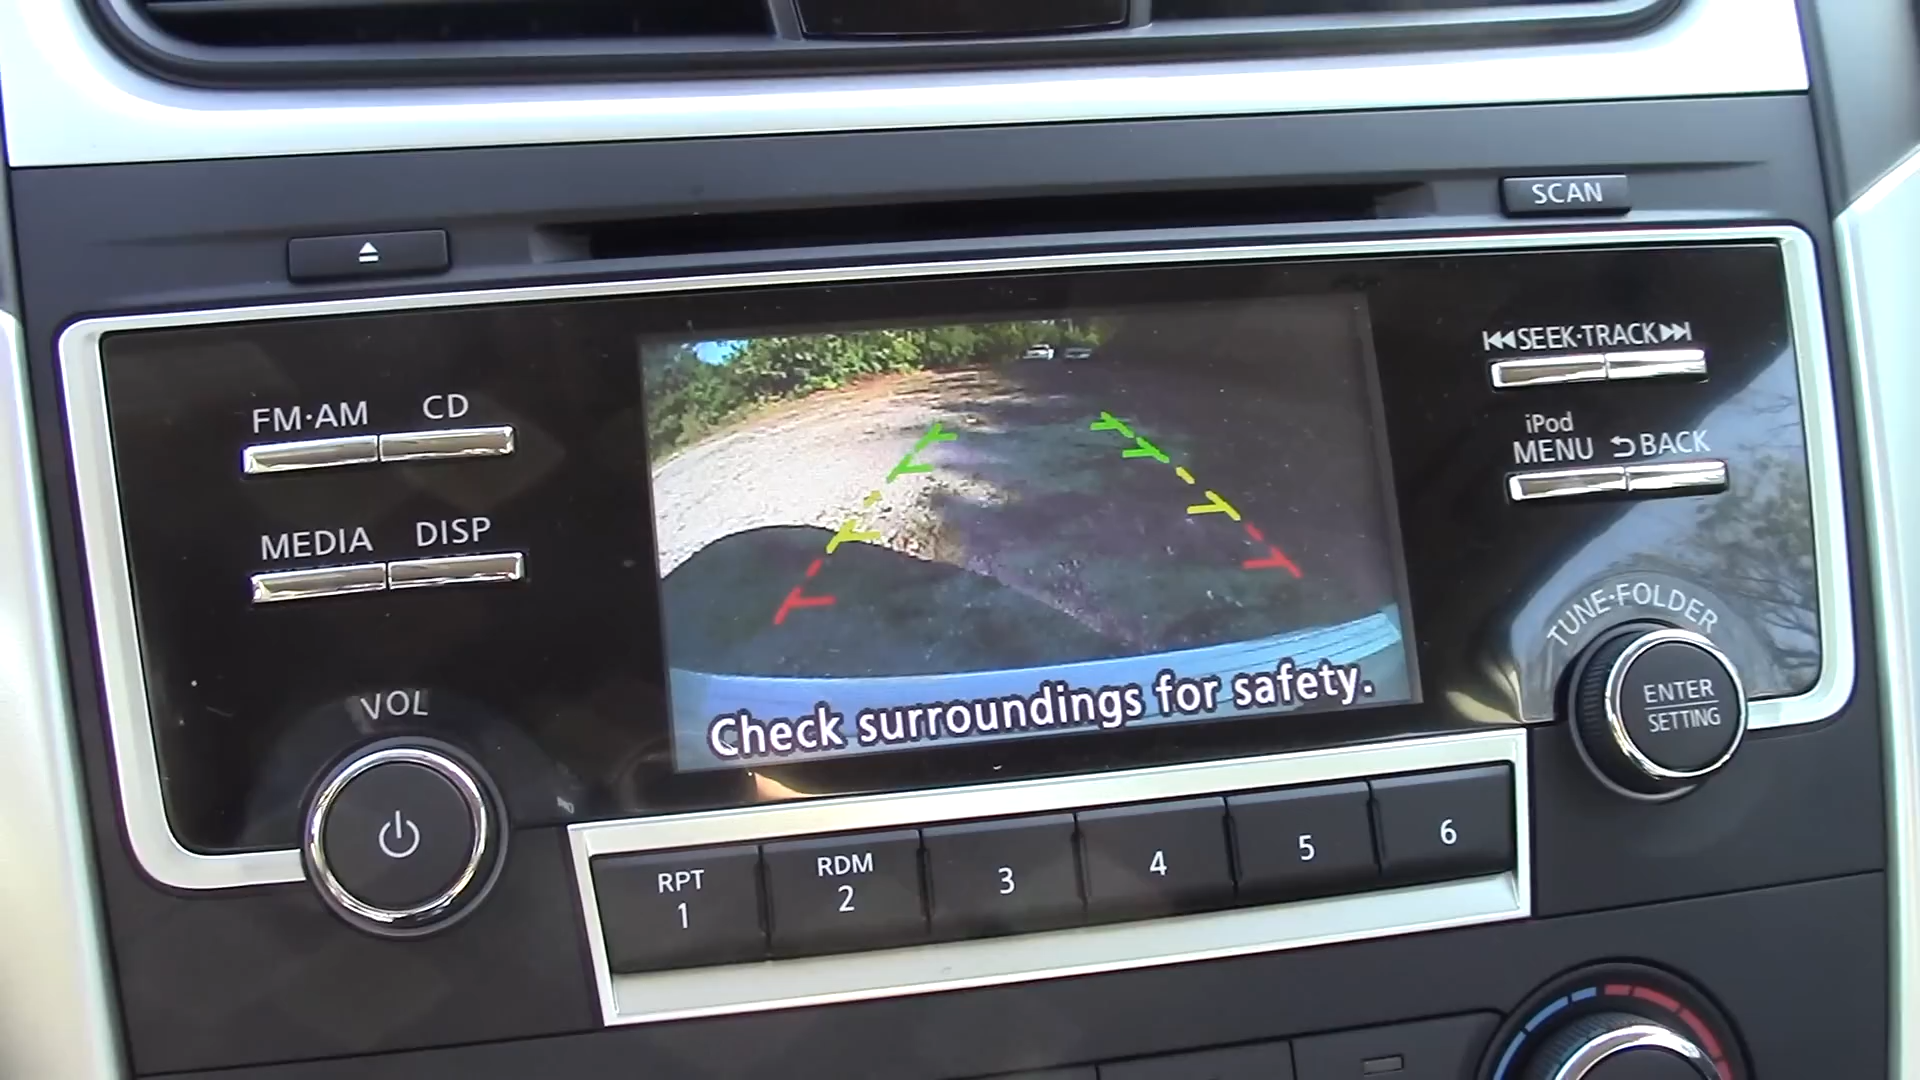 SCAN
SEEK·TRACK
FM·AM CD
iPod
MENU BACK
MEDIA DISP
TUNE·FOLDER
VOL
ENTER
SETTING
Check surroundings for safety.
RPT
1
RDM
2
3
4
5
6